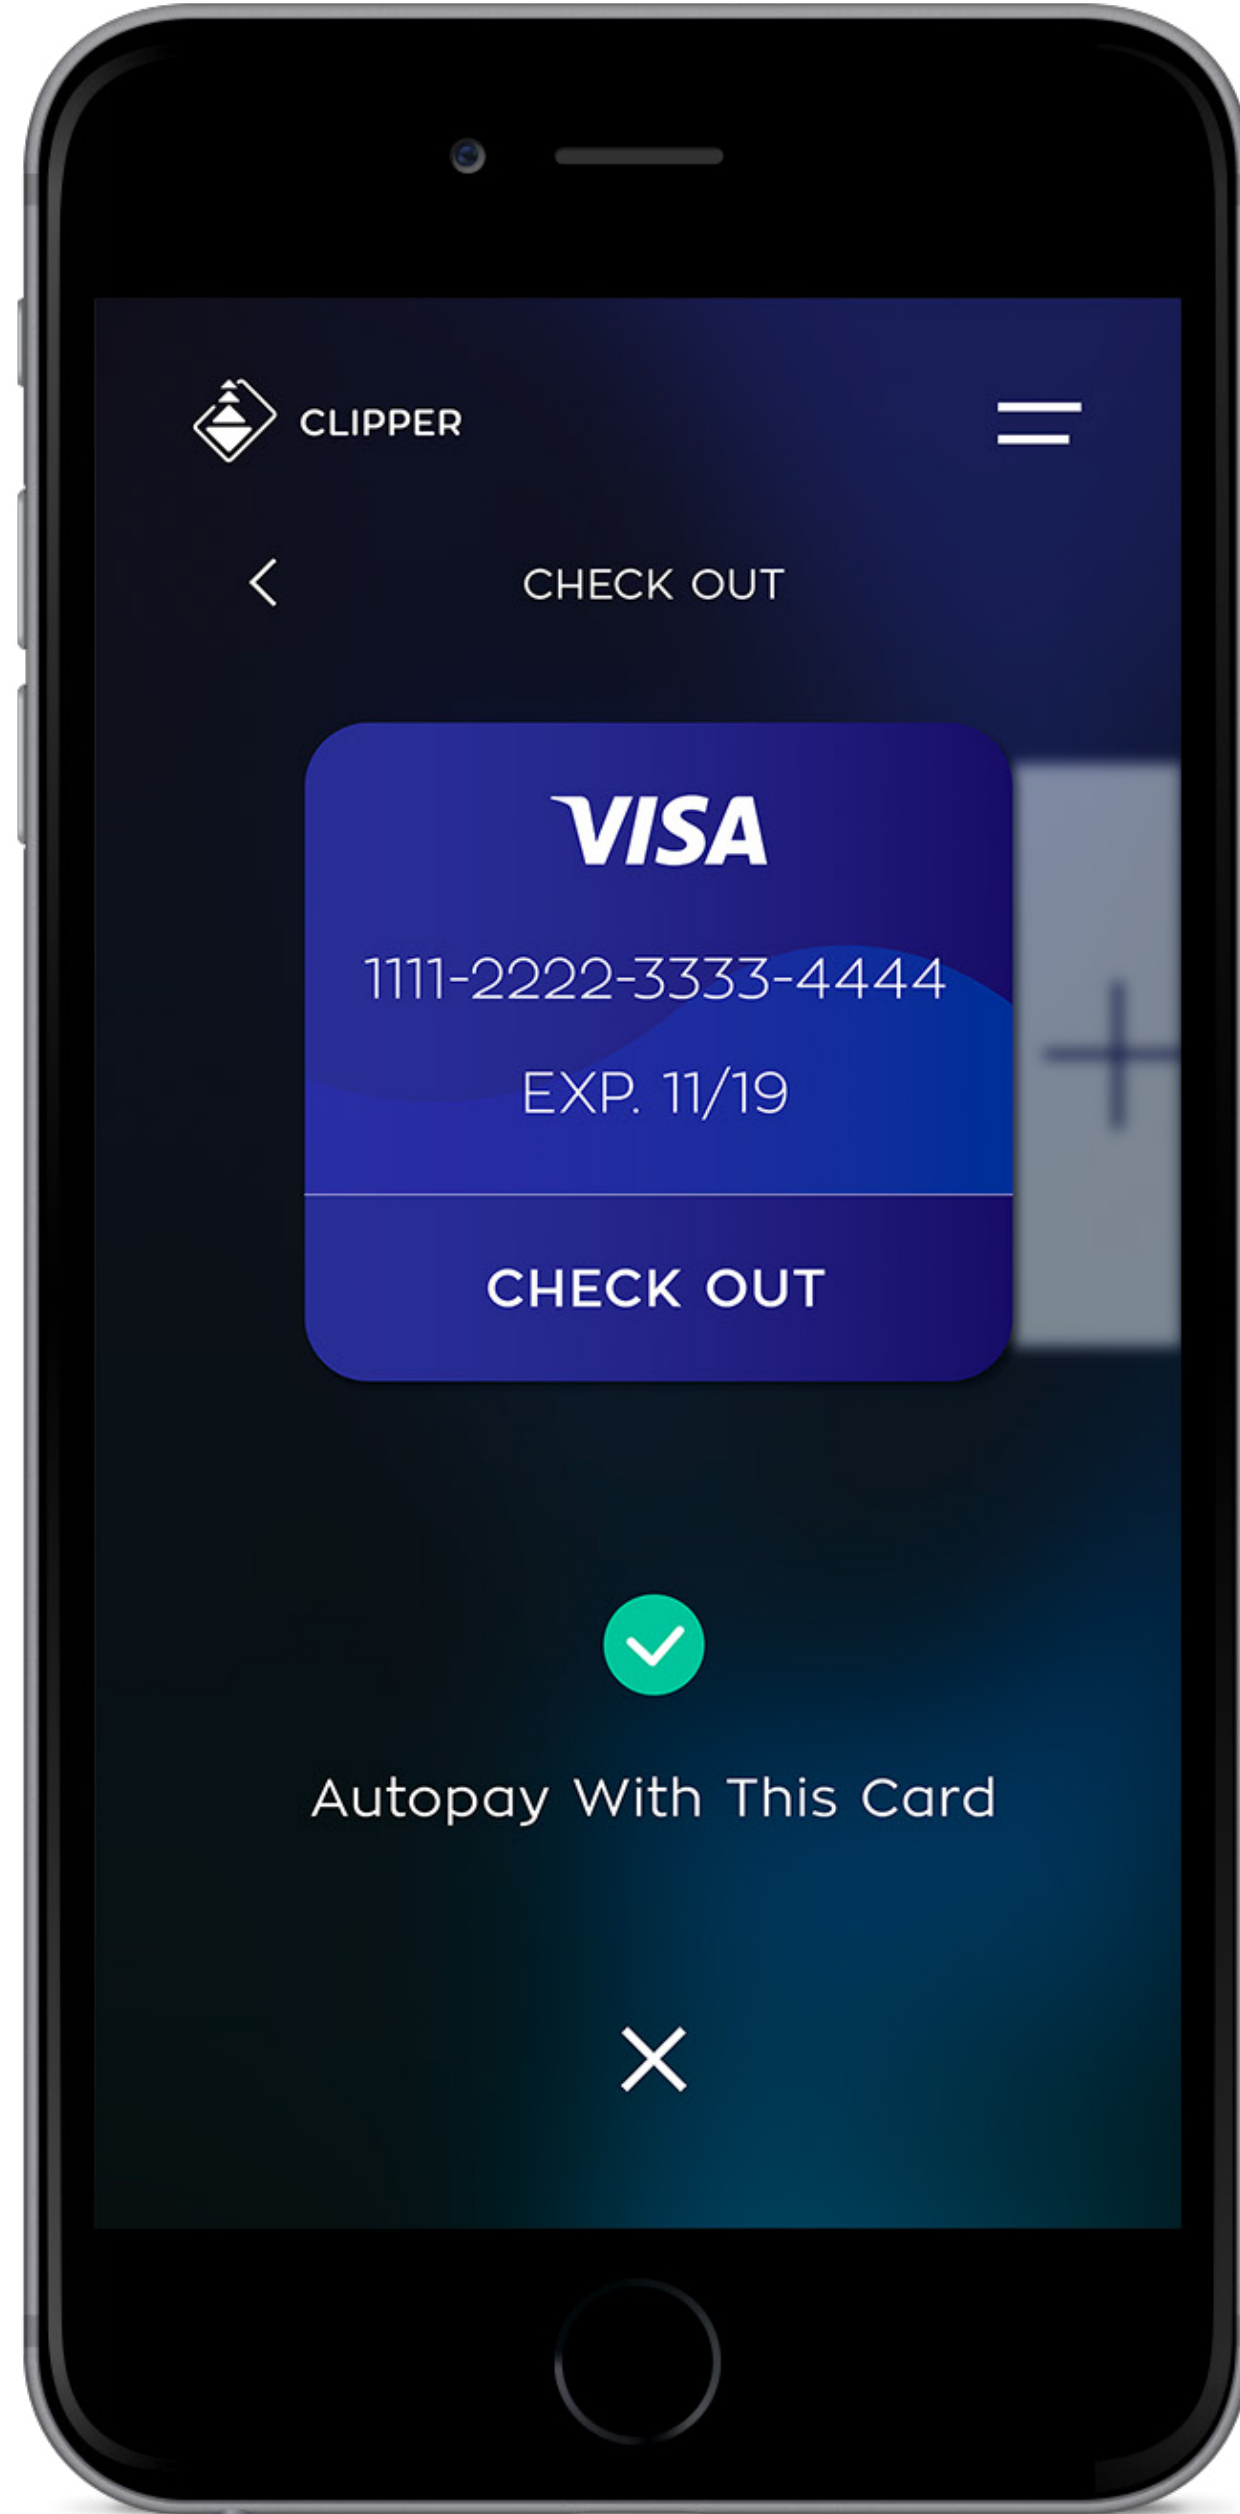 CLIPPER
CHECK OUT
VISA
1111-2222-3333-4444
EXP. 11/19
CHECK OUT
Autopay With This Card